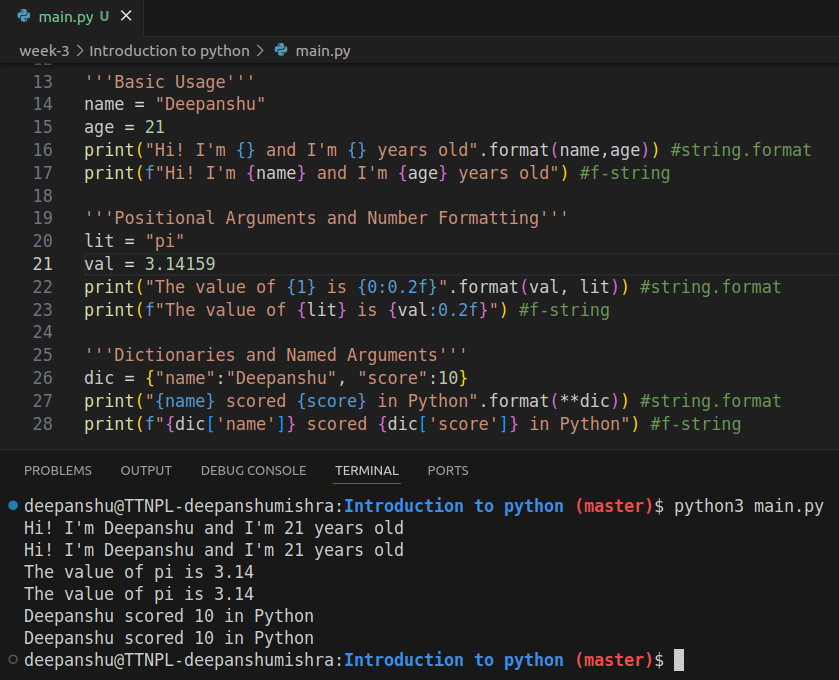 main.py U
week-3 > Introduction to python > main.py
13 '''Basic Usage'''
14 name = "Deepanshu"
15 age = 21
16 print("Hi! I'm {} and I'm {} years old".format(name,age)) #string.format
17 print(f"Hi! I'm {name} and I'm {age} years old") #f-string
18
19 '''Positional Arguments and Number Formatting'''
20 lit = "pi"
21 val = 3.14159
22 print("The value of {1} is {0:0.2f}".format(val, lit)) #string.format
23 print(f"The value of {lit} is {val:0.2f}") #f-string
24
25 '''Dictionaries and Named Arguments'''
26 dic = {"name":"Deepanshu", "score":10}
27 print("{name} scored {score} in Python".format(**dic)) #string.format
28 print(f"{dic['name']} scored {dic['score']} in Python") #f-string
PROBLEMS OUTPUT DEBUG CONSOLE TERMINAL PORTS
deepanshu@TTNPL-deepanshumishra:Introduction to python (master)$ python3 main.py
Hi! I'm Deepanshu and I'm 21 years old
Hi! I'm Deepanshu and I'm 21 years old
The value of pi is 3.14
The value of pi is 3.14
Deepanshu scored 10 in Python
Deepanshu scored 10 in Python
deepanshu@TTNPL-deepanshumishra:Introduction to python (master)$